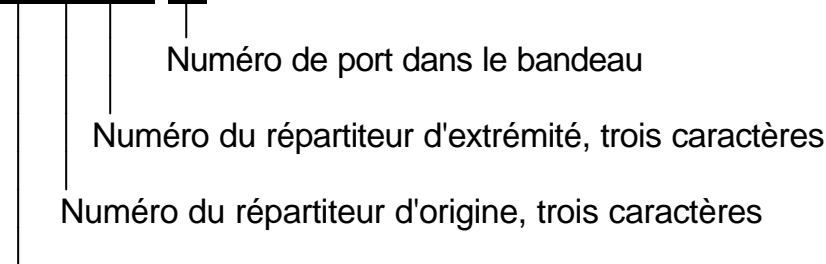 Numéro de port dans le bandeau
Numéro du répartiteur d'extrémité, trois caractères
Numéro du répartiteur d'origine, trois caractères